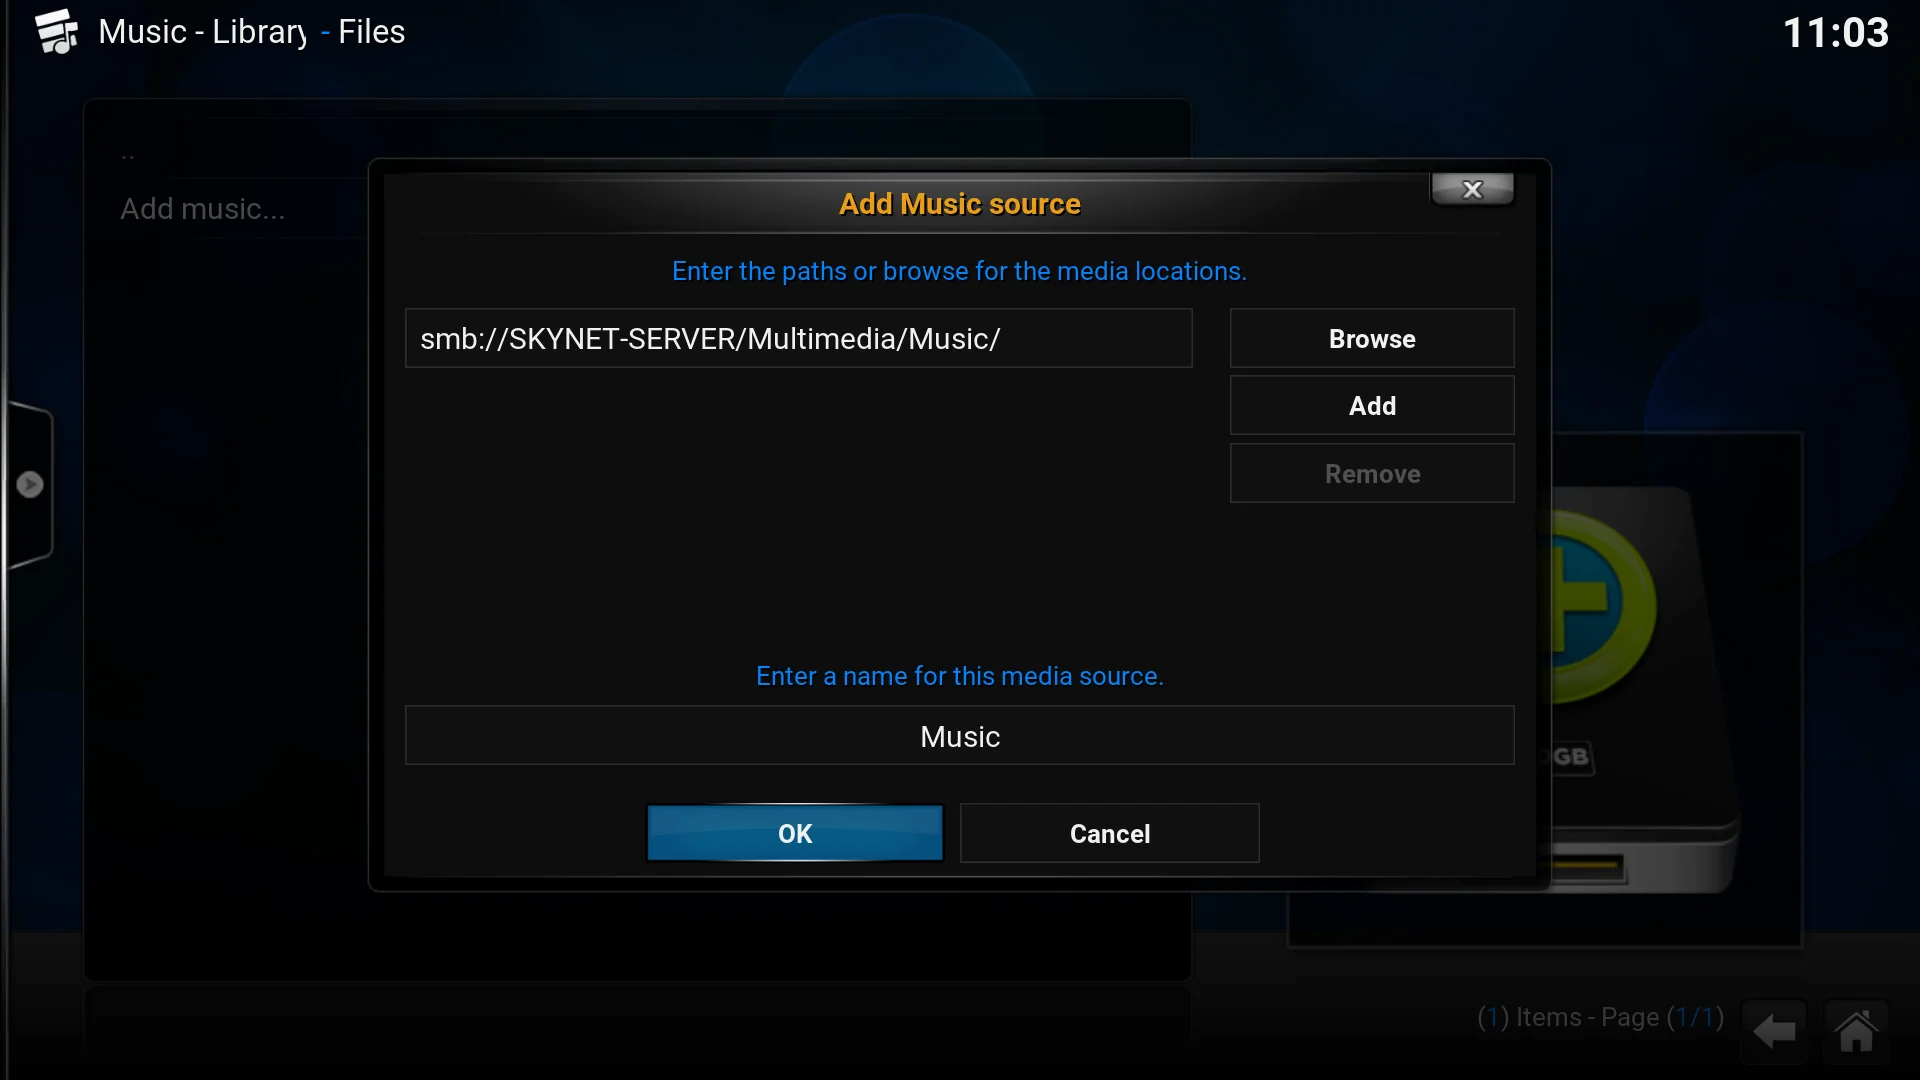 Music - Library - Files
11:03
..
Add music...
Add Music source
X
Enter the paths or browse for the media locations.
smb://SKYNET-SERVER/Multimedia/Music/
Browse
Add
Remove
GB
Enter a name for this media source.
Music
OK
Cancel
(1) Items - Page (1/1)